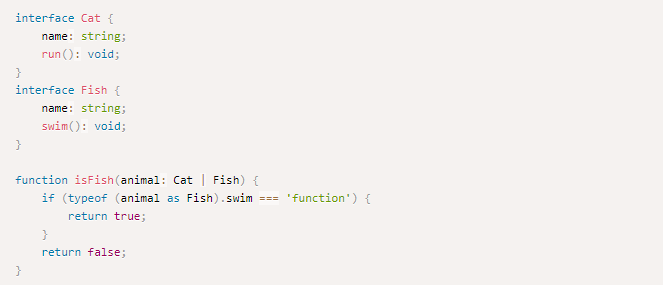 interface Cat {
    name: string;
    run(): void;
}
interface Fish {
    name: string;
    swim(): void;
}

function isFish(animal: Cat | Fish) {
    if (typeof (animal as Fish).swim === 'function') {
        return true;
    }
    return false;
}